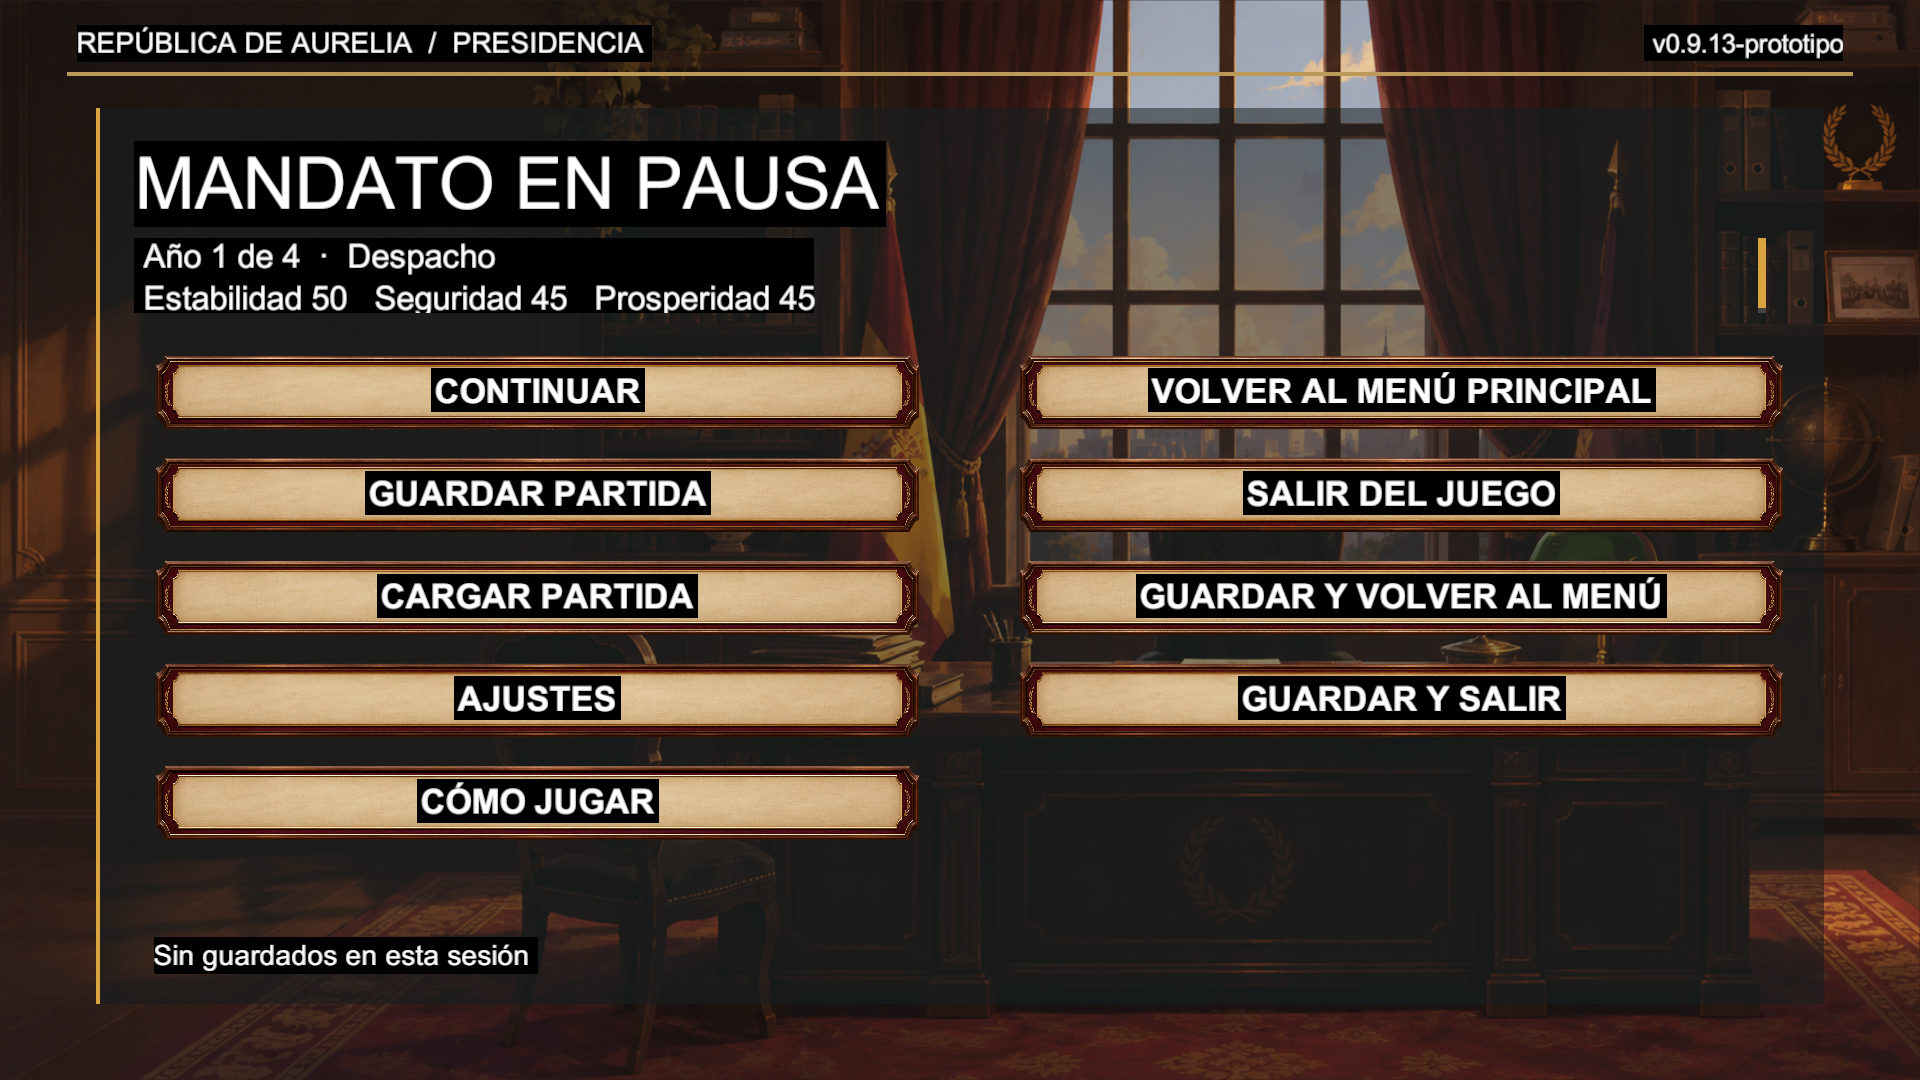 REPÚBLICA DE AURELIA / PRESIDENCIA
v0.9.13-prototipo
MANDATO EN PAUSA
Año 1 de 4 · Despacho
Estabilidad 50 Seguridad 45 Prosperidad 45
CONTINUAR
GUARDAR PARTIDA
CARGAR PARTIDA
AJUSTES
CÓMO JUGAR
VOLVER AL MENÚ PRINCIPAL
SALIR DEL JUEGO
GUARDAR Y VOLVER AL MENÚ
GUARDAR Y SALIR
Sin guardados en esta sesión